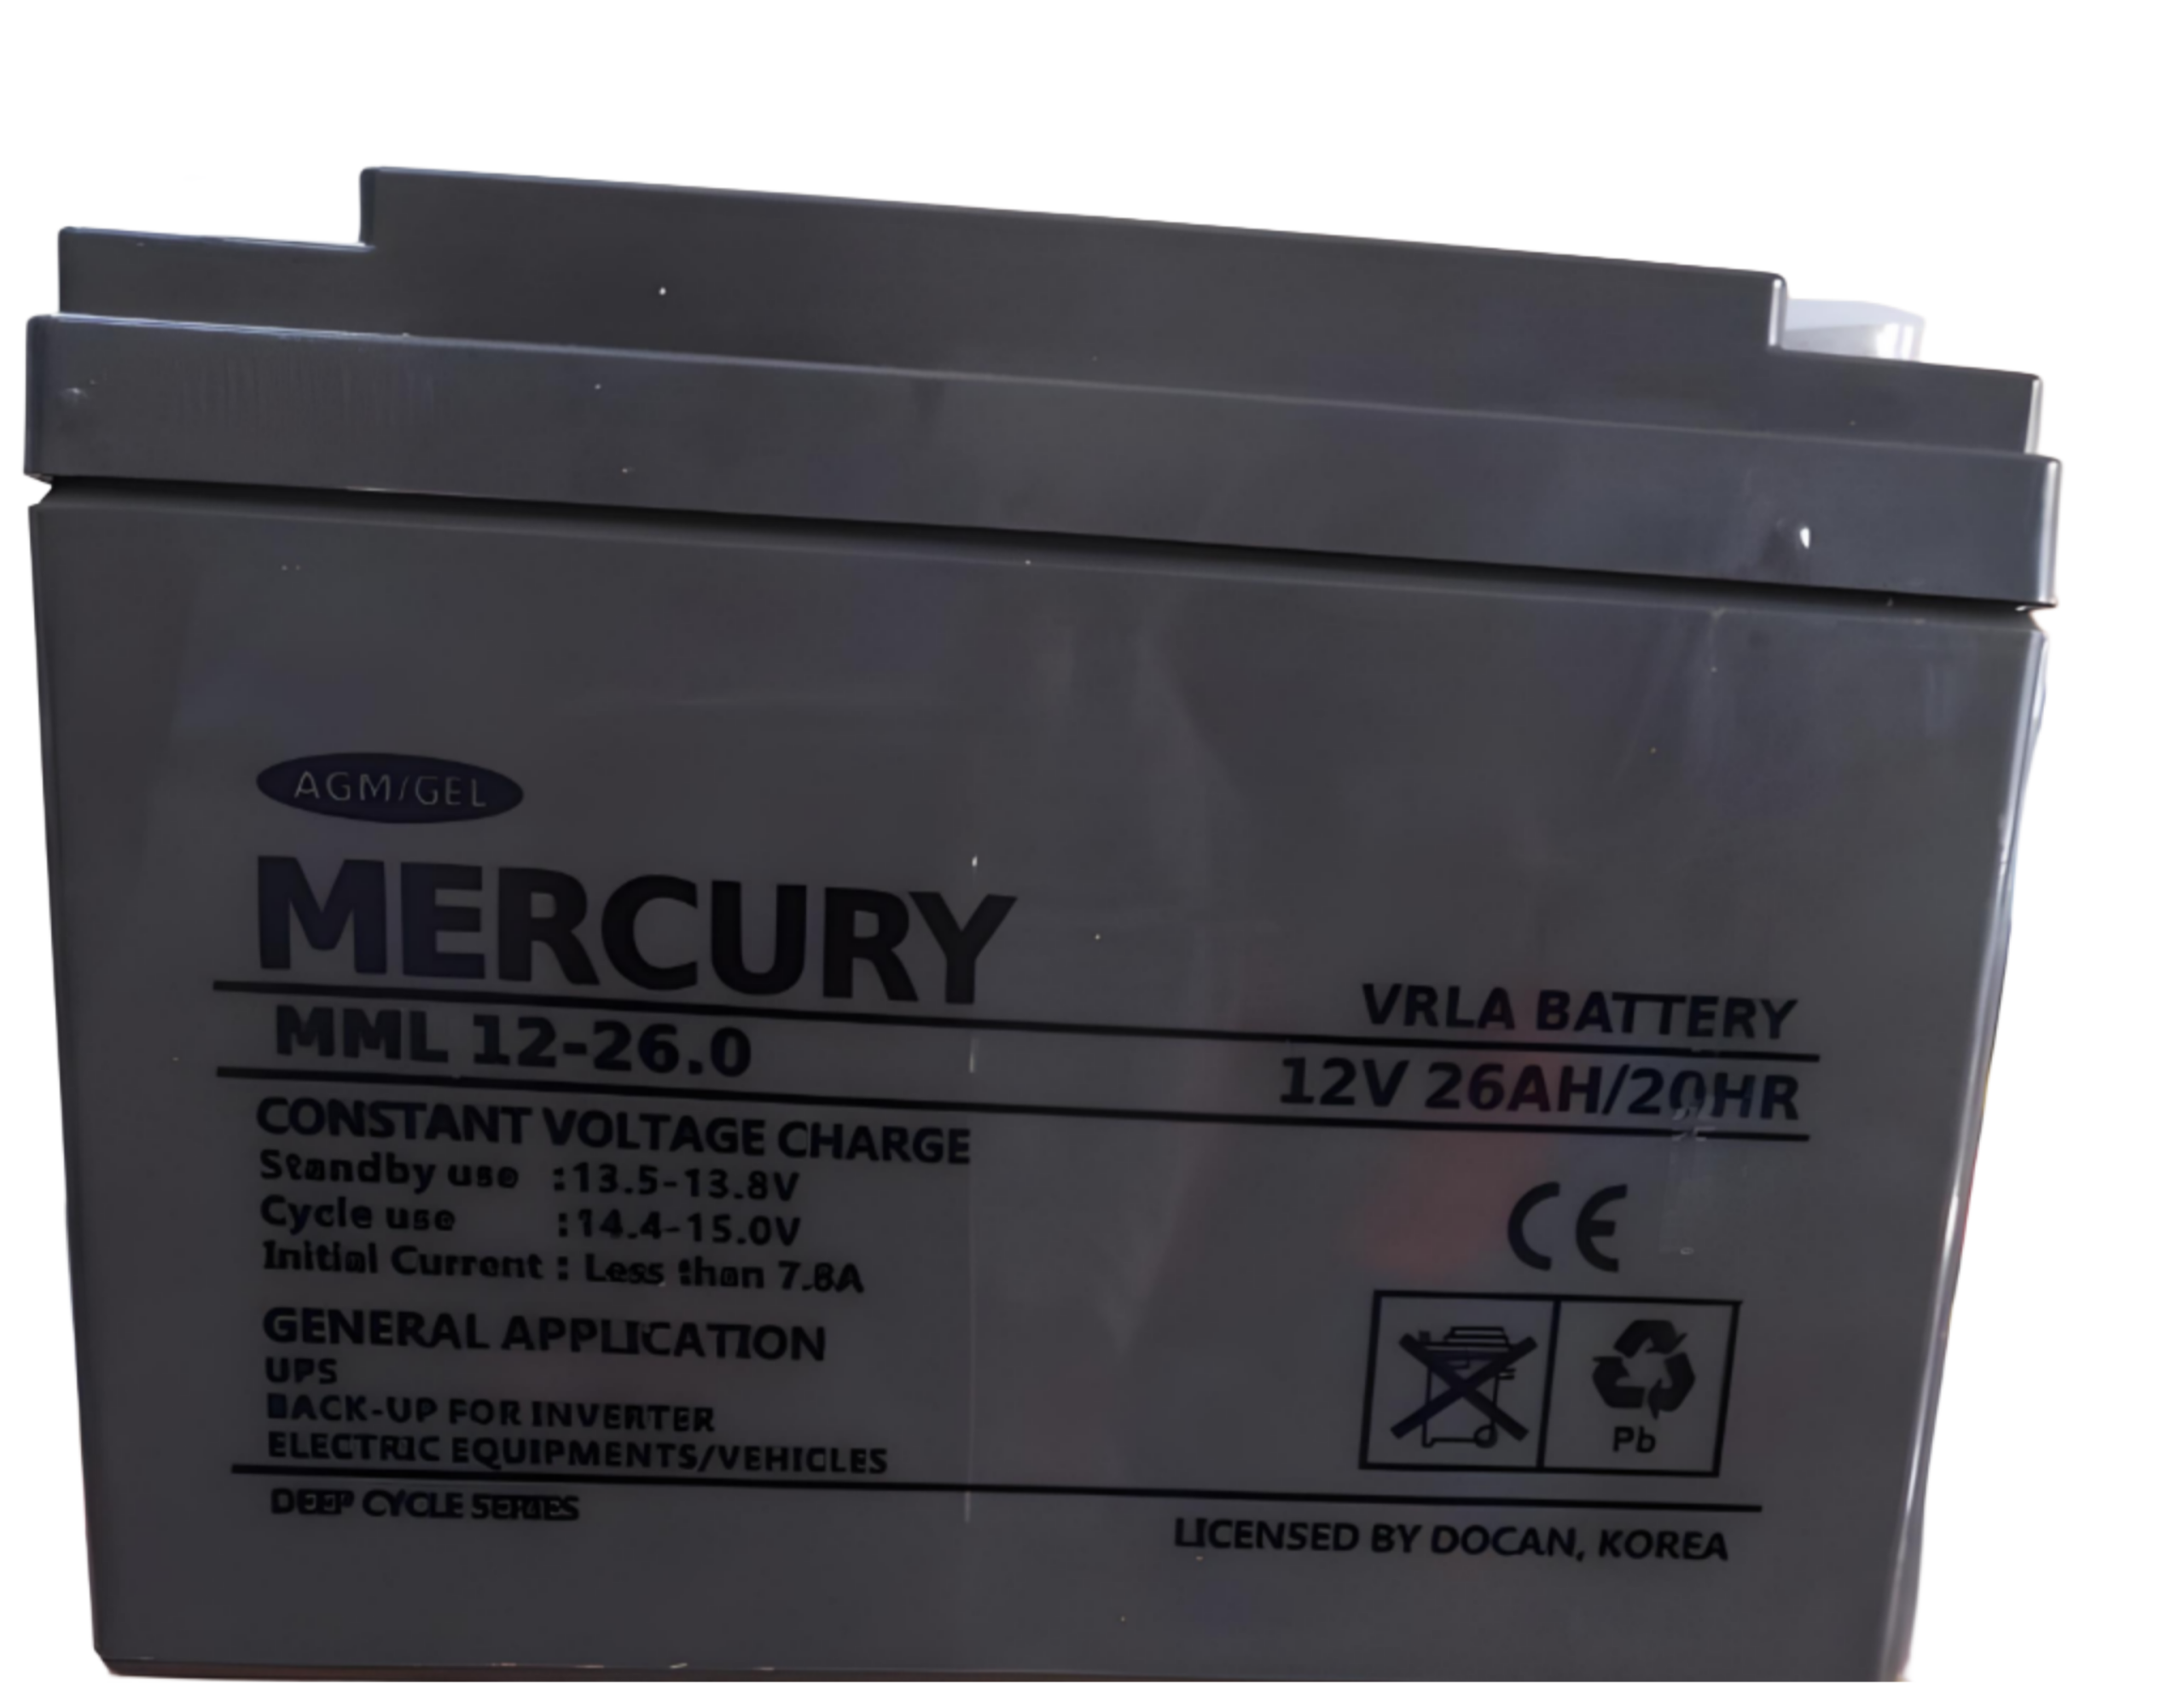 AGM/GEL
MERCURY
VRLA BATTERY
MML 12-26.0
12V 26AH/20HR
CONSTANT VOLTAGE CHARGE
Standby use :13.5-13.8V
Cycle use :14.4-15.0V
Initial Current : Less than 7.8A
CE
GENERAL APPLICATION
UPS
BACK-UP FOR INVERTER
ELECTRIC EQUIPMENTS/VEHICLES
Pb
DEEP CYCLE SERIES
LICENSED BY DOCAN, KOREA